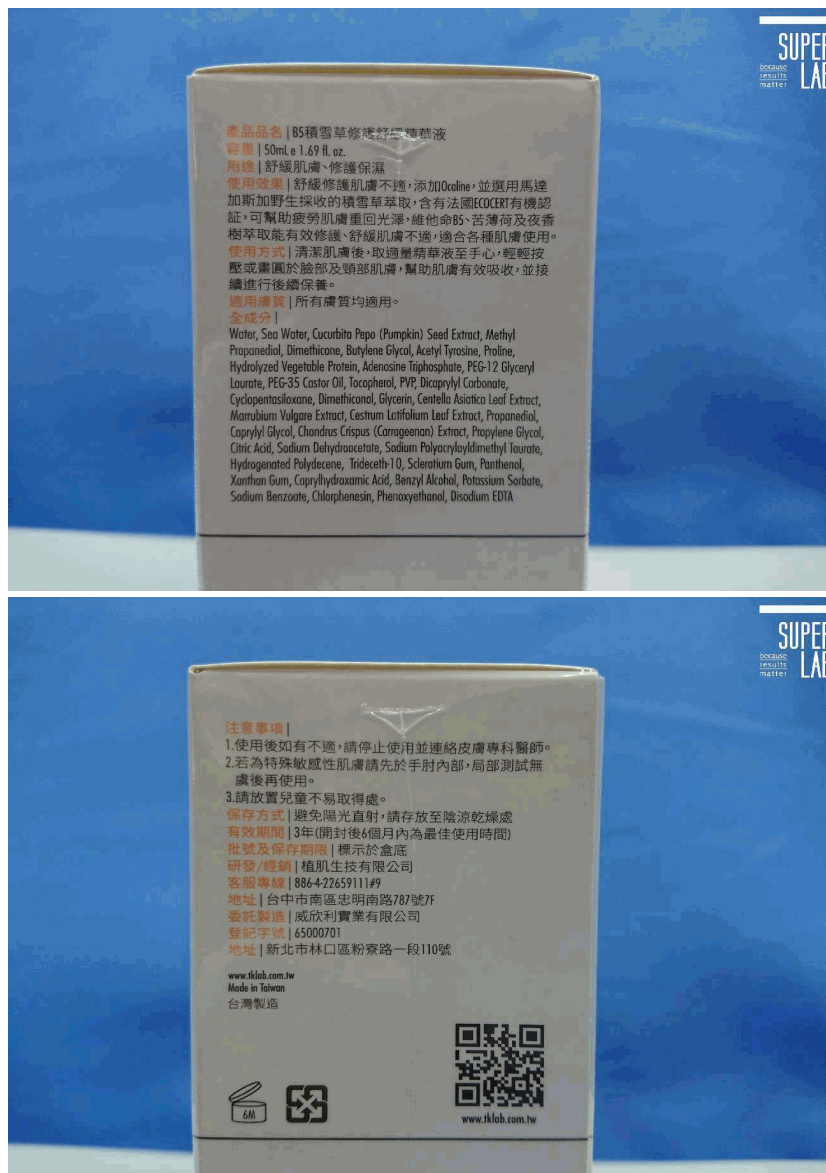 SUPER
because
results
matter
LAB
產品品名 | B5積雪草修護舒緩精華液
容量 | 50mL e 1.69 fl. oz.
用途 | 舒緩肌膚、修護保濕
使用效果 | 舒緩修護肌膚不適，添加Ocaline，並選用馬達
加斯加野生採收的積雪草萃取，含有法國ECOCERT有機認
証，可幫助疲勞肌膚重回光澤，維他命B5、苦薄荷及夜香
樹萃取能有效修護、舒緩肌膚不適，適合各種肌膚使用。
使用方式 | 清潔肌膚後，取適量精華液至手心，輕輕按
壓或畫圓於臉部及頸部肌膚，幫助肌膚有效吸收，並接
續進行後續保養。
適用膚質 | 所有膚質均適用。
全成分 |
Water, Sea Water, Cucurbita Pepo (Pumpkin) Seed Extract, Methyl
Propanediol, Dimethicone, Butylene Glycol, Acetyl Tyrosine, Proline,
Hydrolyzed Vegetable Protein, Adenosine Triphosphate, PEG-12 Glyceryl
Laurate, PEG-35 Castor Oil, Tocopherol, PVP, Dicaprylyl Carbonate,
Cyclopentasiloxane, Dimethiconol, Glycerin, Centella Asiatica Leaf Extract,
Marrubium Vulgare Extract, Cestrum Latifolium Leaf Extract, Propanediol,
Caprylyl Glycol, Chondrus Crispus (Carrageenan) Extract, Propylene Glycol,
Citric Acid, Sodium Dehydroacetate, Sodium Polyacryloyldimethyl Taurate,
Hydrogenated Polydecene, Trideceth-10, Sclerotium Gum, Panthenol,
Xanthan Gum, Caprylhydroxamic Acid, Benzyl Alcohol, Potassium Sorbate,
Sodium Benzoate, Chlorphenesin, Phenoxyethanol, Disodium EDTA
SUPER
because
results
matter
LAB
注意事項 |
1.使用後如有不適，請停止使用並連絡皮膚專科醫師。
2.若為特殊敏感性肌膚請先於手肘內部，局部測試無
虞後再使用。
3.請放置兒童不易取得處。
保存方式 | 避免陽光直射，請存放至陰涼乾燥處
有效期間 | 3年(開封後6個月內為最佳使用時間)
批號及保存期限 | 標示於盒底
研發/經銷 | 植肌生技有限公司
客服專線 | 886-4-22659111#9
地址 | 台中市南區忠明南路787號7F
委託製造 | 威欣利實業有限公司
登記字號 | 65000701
地址 | 新北市林口區粉寮路一段110號
www.tklab.com.tw
Made in Taiwan
台灣製造
6M
www.tklab.com.tw